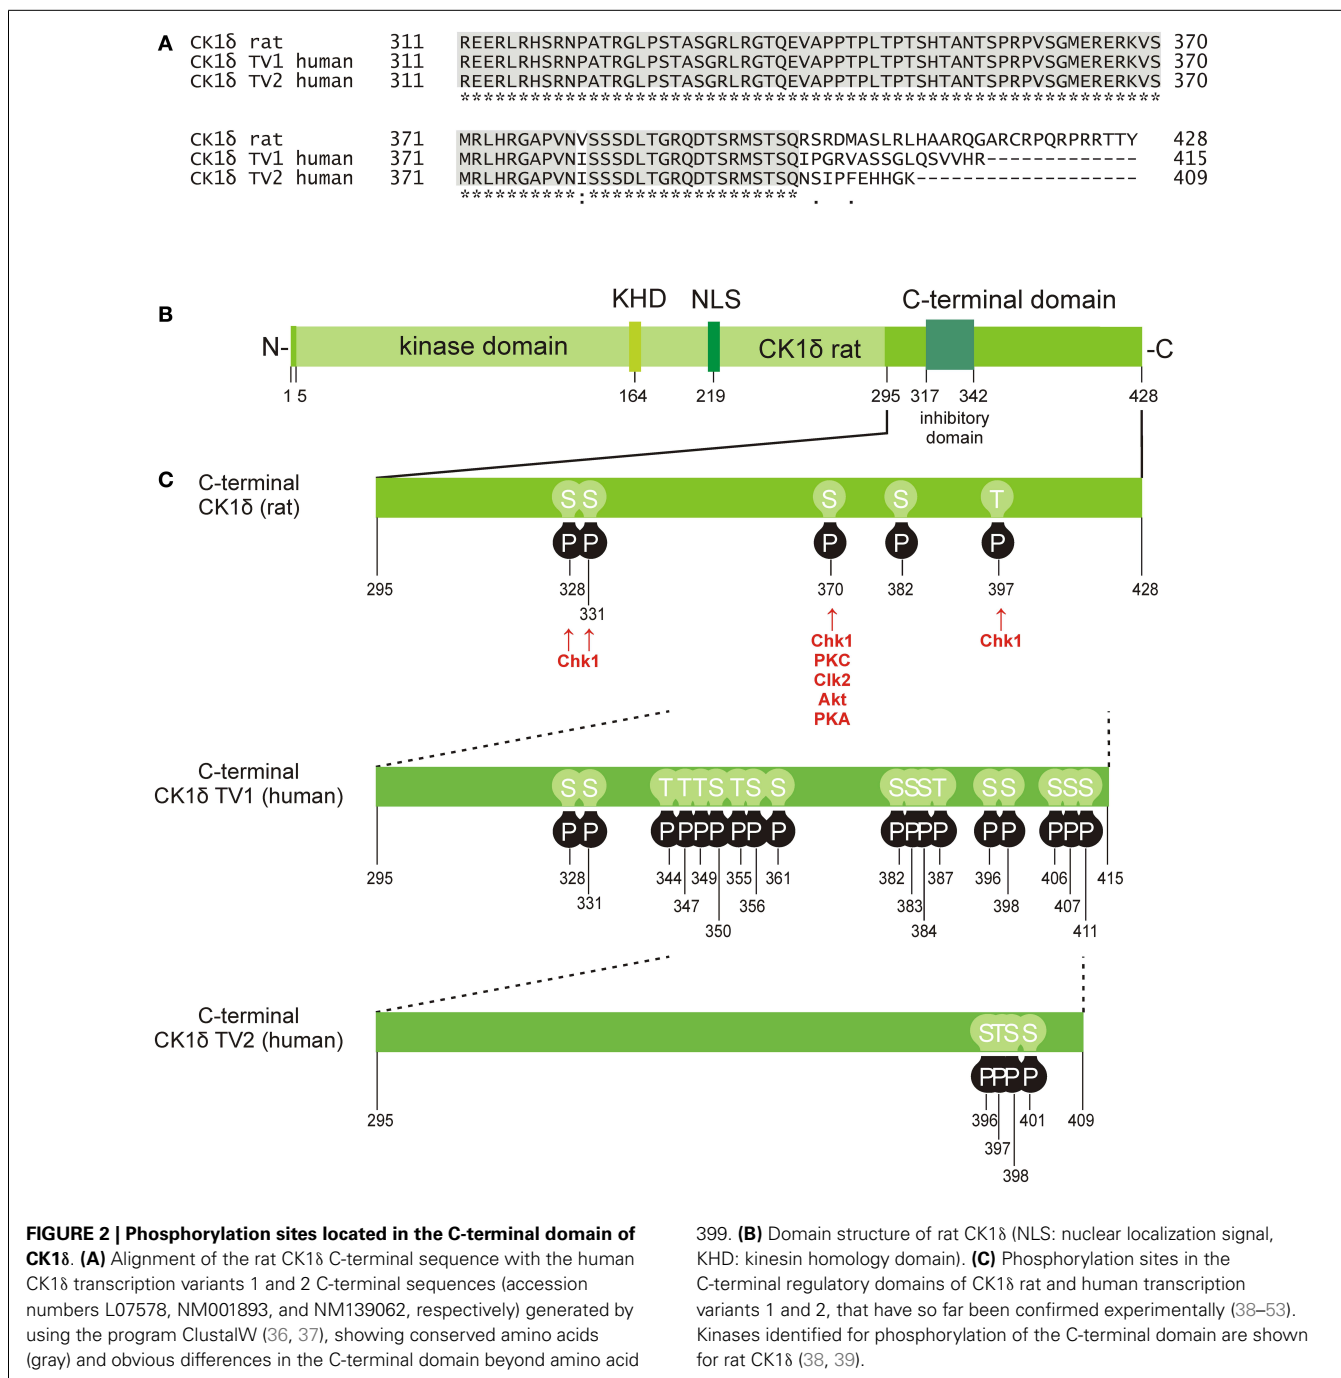 A CK1δ rat 311 REERLRHSRNPATRGLPSTASGRLRGTQEVAPPTPLTPTSHTANTSPRPVSGMERERKVS 370
CK1δ TV1 human 311 REERLRHSRNPATRGLPSTASGRLRGTQEVAPPTPLTPTSHTANTSPRPVSGMERERKVS 370
CK1δ TV2 human 311 REERLRHSRNPATRGLPSTASGRLRGTQEVAPPTPLTPTSHTANTSPRPVSGMERERKVS 370
************************************************************
CK1δ rat 371 MRLHRGAPVNVSSSDLTGRQDTSRMSTSQRSRDMASLRLHAARQGARCRPQRPRRTTY 428
CK1δ TV1 human 371 MRLHRGAPVNISSSDLTGRQDTSRMSTSQIPGRVASSGLQSVVHR------------- 415
CK1δ TV2 human 371 MRLHRGAPVNISSSDLTGRQDTSRMSTSQNSIPFEHHGK------------------- 409
**********:****************** . .
B
KHD NLS C-terminal domain
N- kinase domain CK1δ rat -C
1 5 164 219 295 317 342 428
inhibitory
domain
C C-terminal
CK1δ (rat)
S S S S T
P P P P P
295 328 370 382 397 428
331
Chk1 Chk1 Chk1
PKC
Clk2
Akt
PKA
C-terminal
CK1δ TV1 (human)
S S T T T S T S S S S S T S S S S S
P P P P P P P P P P P P P P P P P P
295 328 344 349 355 361 382 387 396 406 415
331 347 356 383 398 407
350 384 411
C-terminal
CK1δ TV2 (human)
S T S S
P P P P
295 396 401 409
397
398
FIGURE 2 | Phosphorylation sites located in the C-terminal domain of
CK1δ. (A) Alignment of the rat CK1δ C-terminal sequence with the human
CK1δ transcription variants 1 and 2 C-terminal sequences (accession
numbers L07578, NM001893, and NM139062, respectively) generated by
using the program ClustalW (36, 37), showing conserved amino acids
(gray) and obvious differences in the C-terminal domain beyond amino acid
399. (B) Domain structure of rat CK1δ (NLS: nuclear localization signal,
KHD: kinesin homology domain). (C) Phosphorylation sites in the
C-terminal regulatory domains of CK1δ rat and human transcription
variants 1 and 2, that have so far been confirmed experimentally (38–53).
Kinases identified for phosphorylation of the C-terminal domain are shown
for rat CK1δ (38, 39).